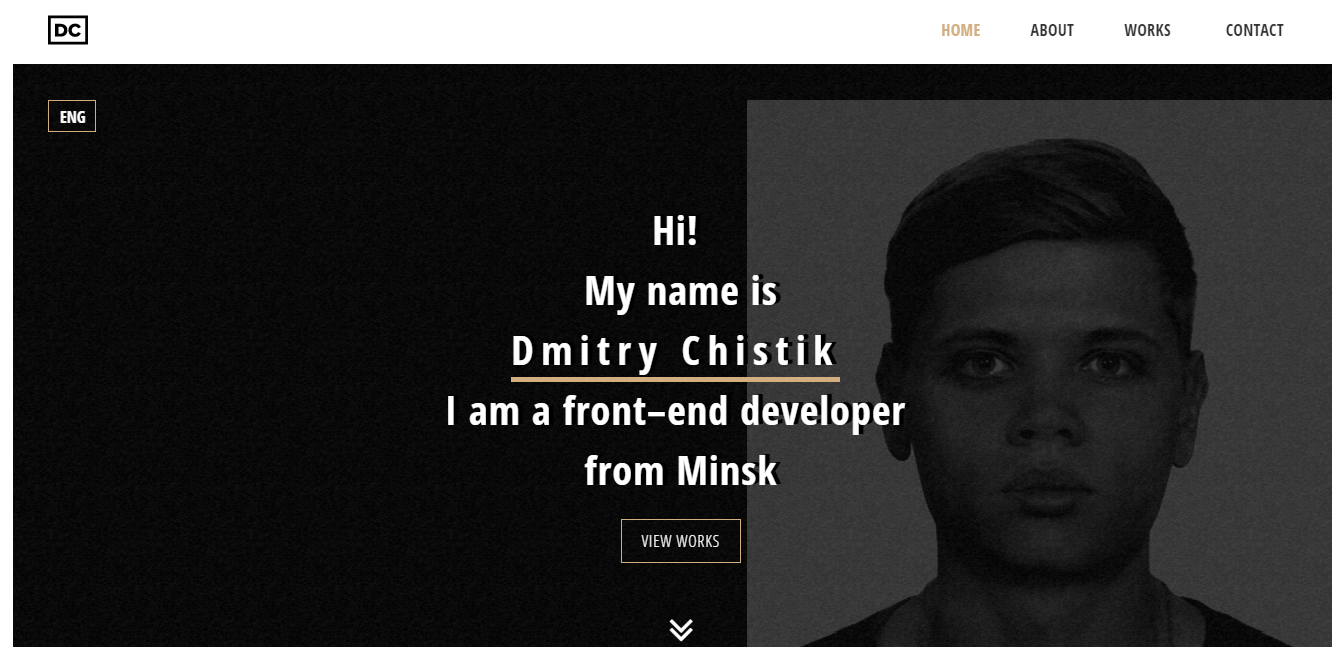 DC
HOME ABOUT WORKS CONTACT
ENG
Hi!
My name is
Dmitry Chistik
I am a front–end developer
from Minsk
VIEW WORKS